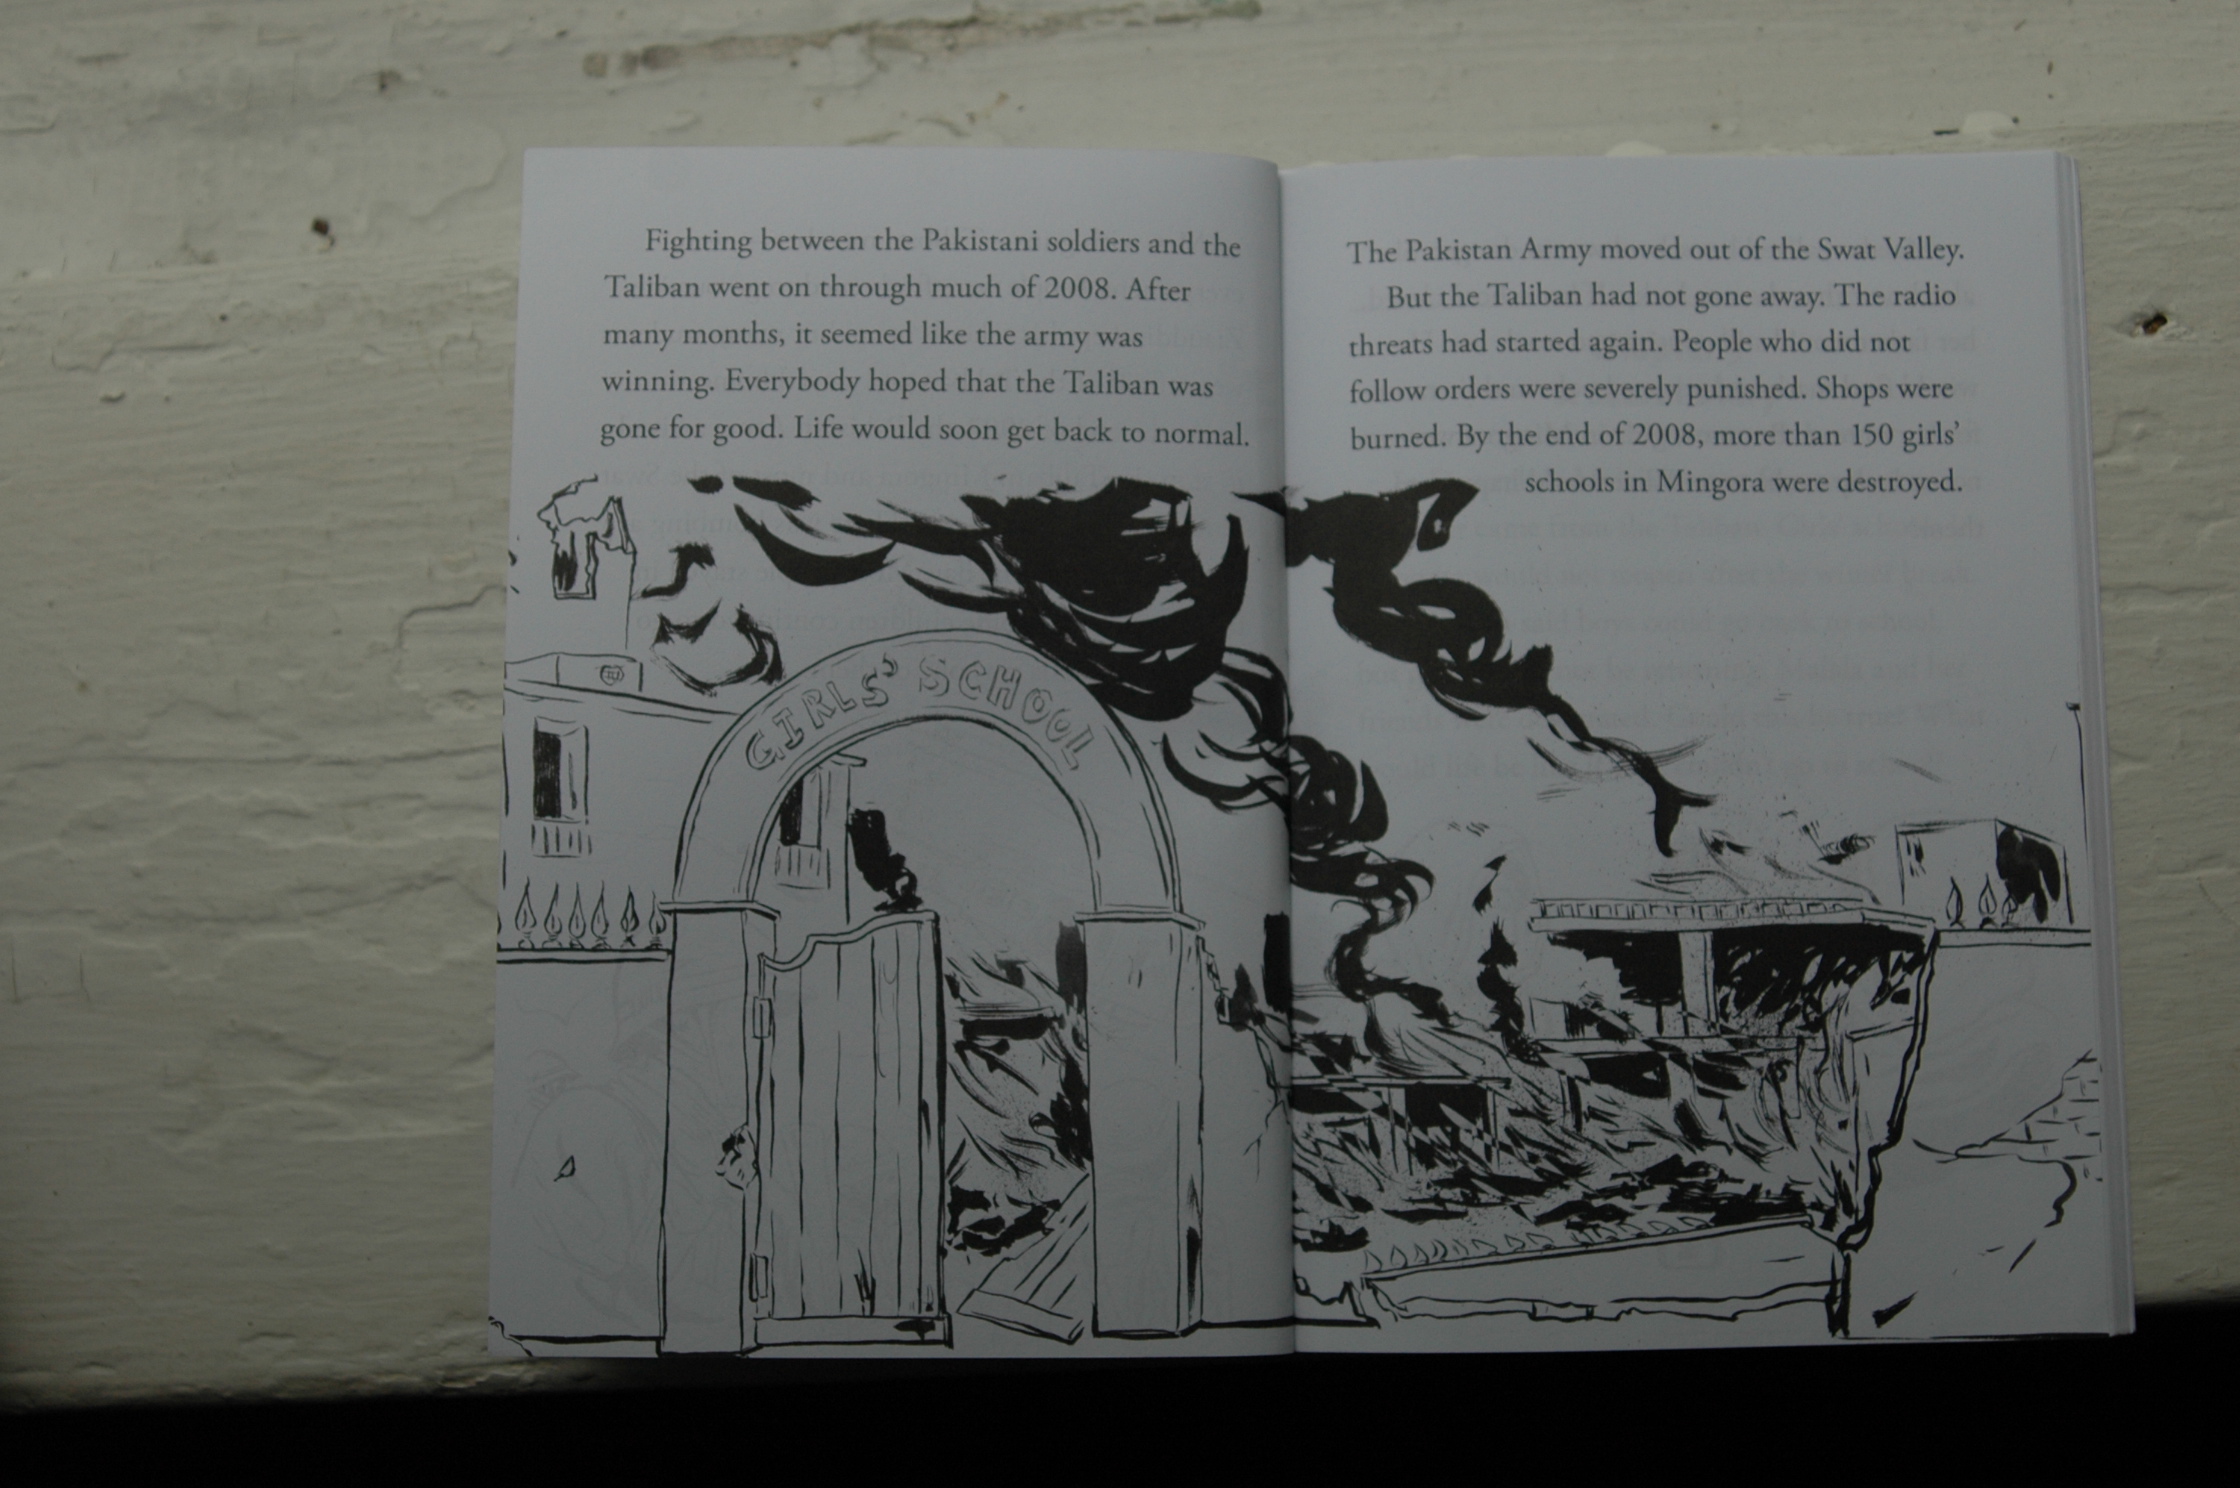 Fighting between the Pakistani soldiers and the
Taliban went on through much of 2008. After
many months, it seemed like the army was
winning. Everybody hoped that the Taliban was
gone for good. Life would soon get back to normal.
GIRLS' SCHOOL
The Pakistan Army moved out of the Swat Valley.
But the Taliban had not gone away. The radio
threats had started again. People who did not
follow orders were severely punished. Shops were
burned. By the end of 2008, more than 150 girls'
schools in Mingora were destroyed.